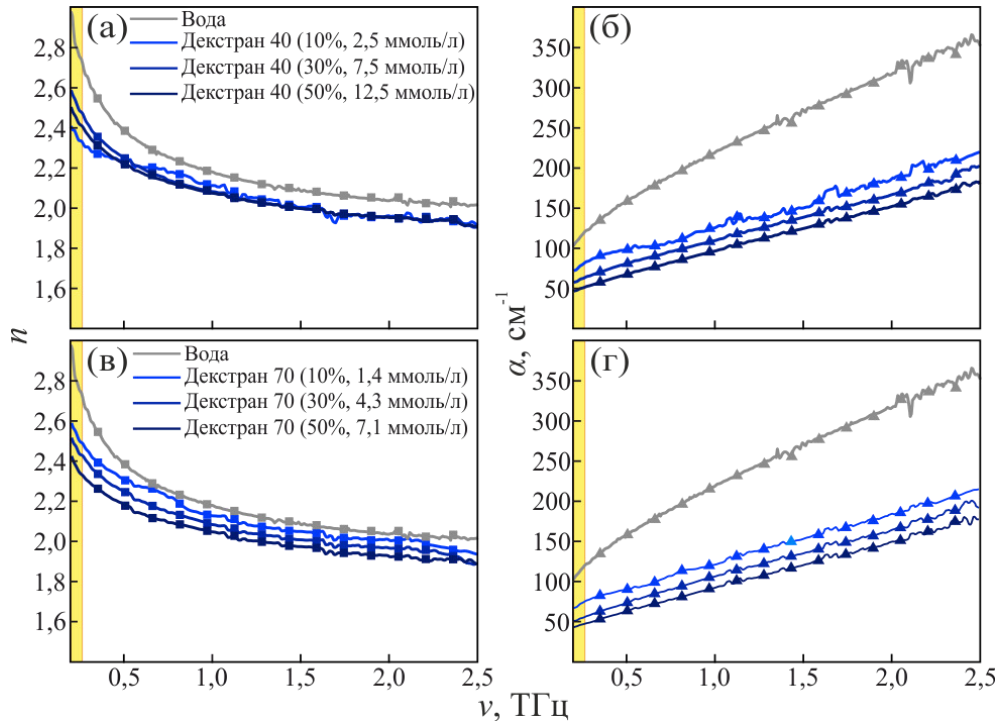 (а)
Вода
Декстран 40 (10%, 2,5 ммоль/л)
Декстран 40 (30%, 7,5 ммоль/л)
Декстран 40 (50%, 12,5 ммоль/л)
2,8
2,6
2,4
2,2
2,0
1,8
1,6
(б)
350
300
250
200
150
100
50
n
α, см⁻¹
(в)
Вода
Декстран 70 (10%, 1,4 ммоль/л)
Декстран 70 (30%, 4,3 ммоль/л)
Декстран 70 (50%, 7,1 ммоль/л)
2,8
2,6
2,4
2,2
2,0
1,8
1,6
0,5 1,0 1,5 2,0 2,5
(г)
350
300
250
200
150
100
50
0,5 1,0 1,5 2,0 2,5
ν, ТГц